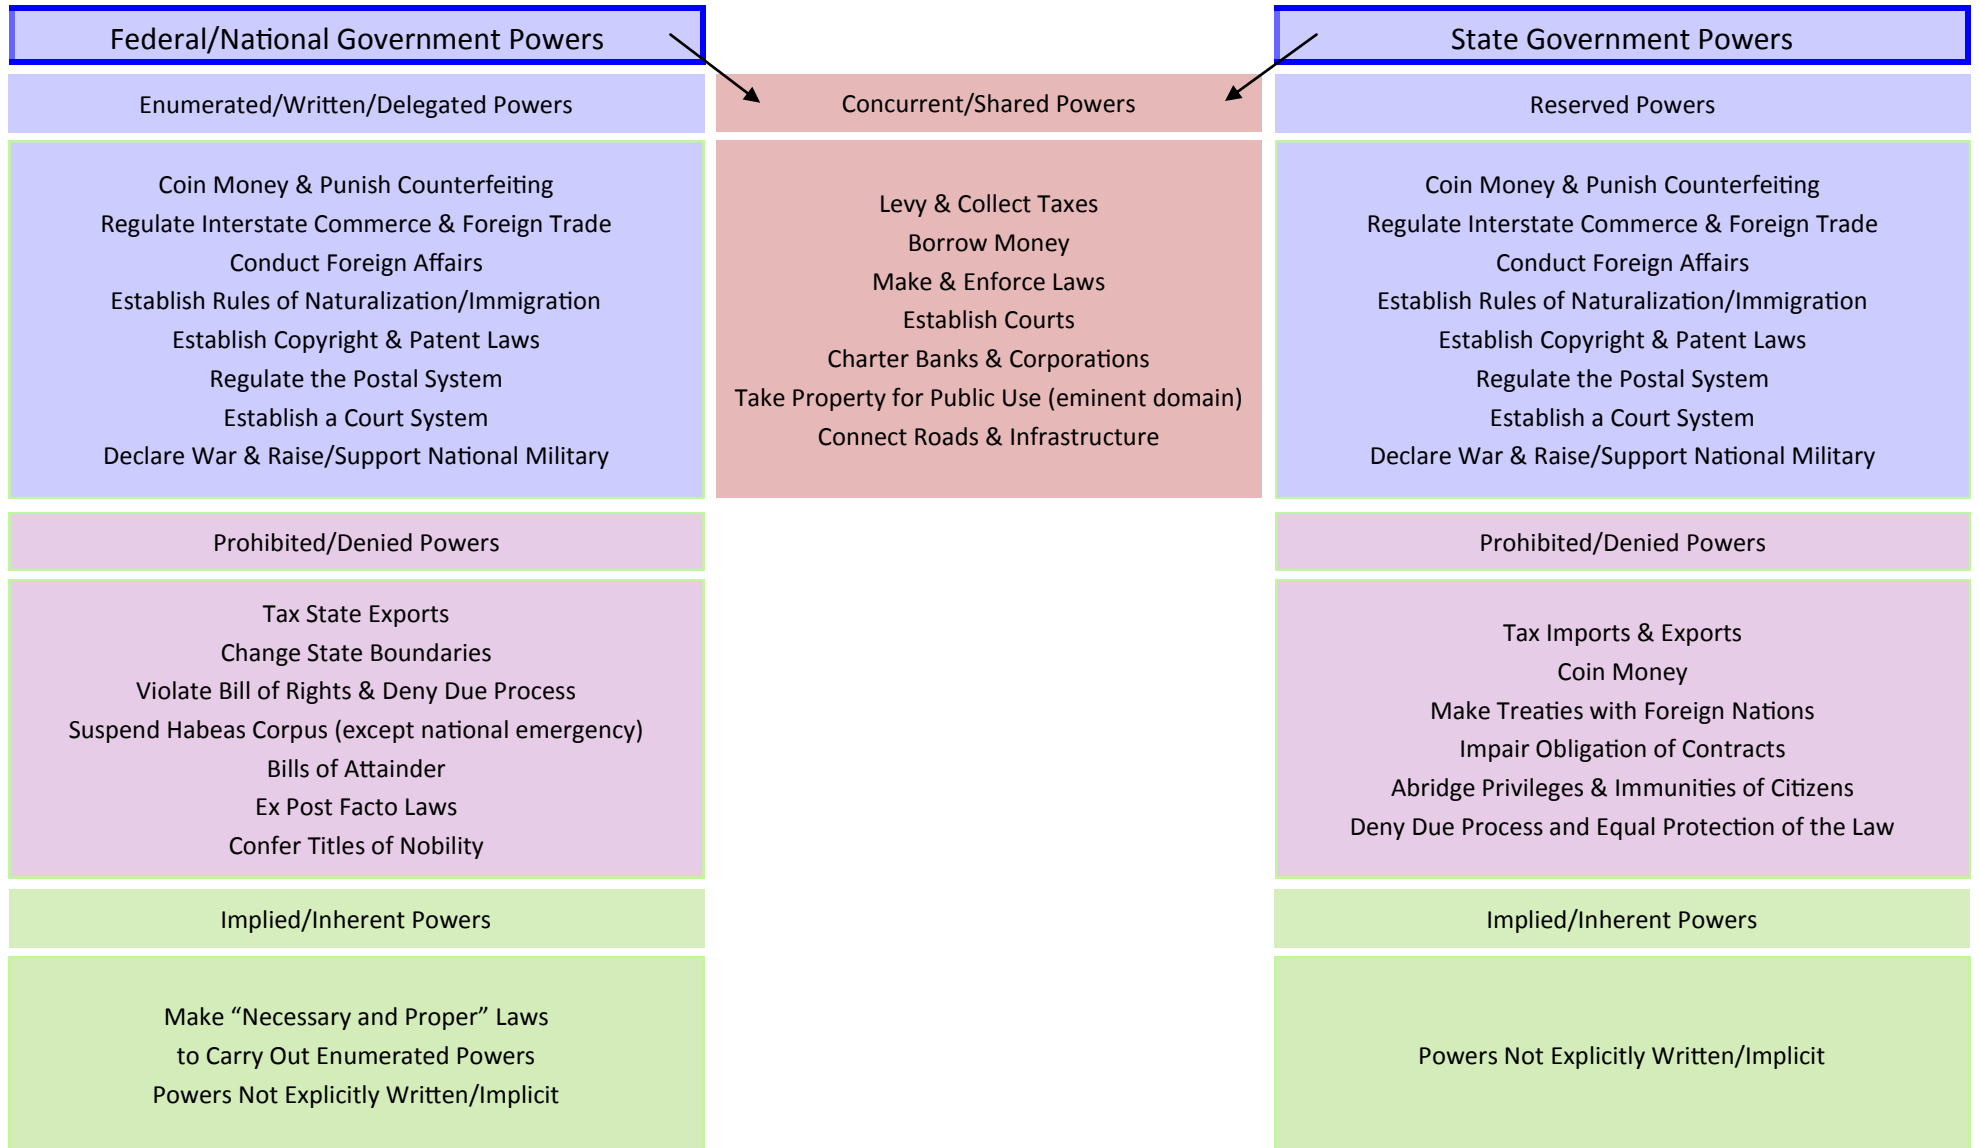 Federal/National Government Powers
Enumerated/Written/Delegated Powers
Coin Money & Punish Counterfeiting
Regulate Interstate Commerce & Foreign Trade
Conduct Foreign Affairs
Establish Rules of Naturalization/Immigration
Establish Copyright & Patent Laws
Regulate the Postal System
Establish a Court System
Declare War & Raise/Support National Military
Prohibited/Denied Powers
Tax State Exports
Change State Boundaries
Violate Bill of Rights & Deny Due Process
Suspend Habeas Corpus (except national emergency)
Bills of Attainder
Ex Post Facto Laws
Confer Titles of Nobility
Implied/Inherent Powers
Make “Necessary and Proper” Laws
to Carry Out Enumerated Powers
Powers Not Explicitly Written/Implicit
Concurrent/Shared Powers
Levy & Collect Taxes
Borrow Money
Make & Enforce Laws
Establish Courts
Charter Banks & Corporations
Take Property for Public Use (eminent domain)
Connect Roads & Infrastructure
State Government Powers
Reserved Powers
Coin Money & Punish Counterfeiting
Regulate Interstate Commerce & Foreign Trade
Conduct Foreign Affairs
Establish Rules of Naturalization/Immigration
Establish Copyright & Patent Laws
Regulate the Postal System
Establish a Court System
Declare War & Raise/Support National Military
Prohibited/Denied Powers
Tax Imports & Exports
Coin Money
Make Treaties with Foreign Nations
Impair Obligation of Contracts
Abridge Privileges & Immunities of Citizens
Deny Due Process and Equal Protection of the Law
Implied/Inherent Powers
Powers Not Explicitly Written/Implicit